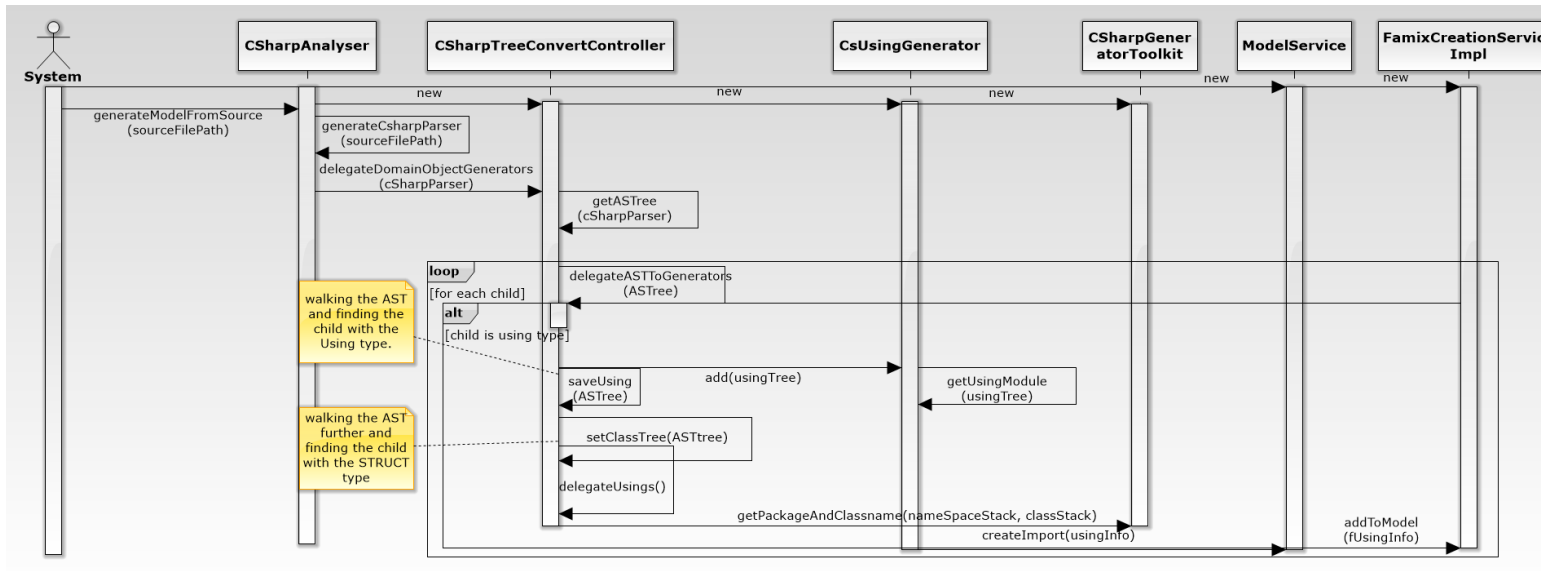 System
CSharpAnalyser
CSharpTreeConvertController
CsUsingGenerator
CSharpGener
atorToolkit
ModelService
FamixCreationServic
Impl
new
new
new
new
new
generateModelFromSource
(sourceFilePath)
generateCsharpParser
(sourceFilePath)
delegateDomainObjectGenerators
(cSharpParser)
getASTree
(cSharpParser)
loop
[for each child]
delegateASTToGenerators
(ASTree)
alt
[child is using type]
walking the AST
and finding the
child with the
Using type.
saveUsing
(ASTree)
add(usingTree)
getUsingModule
(usingTree)
walking the AST
further and
finding the child
with the STRUCT
type
setClassTree(ASTtree)
delegateUsings()
getPackageAndClassname(nameSpaceStack, classStack)
createImport(usingInfo)
addToModel
(fUsingInfo)